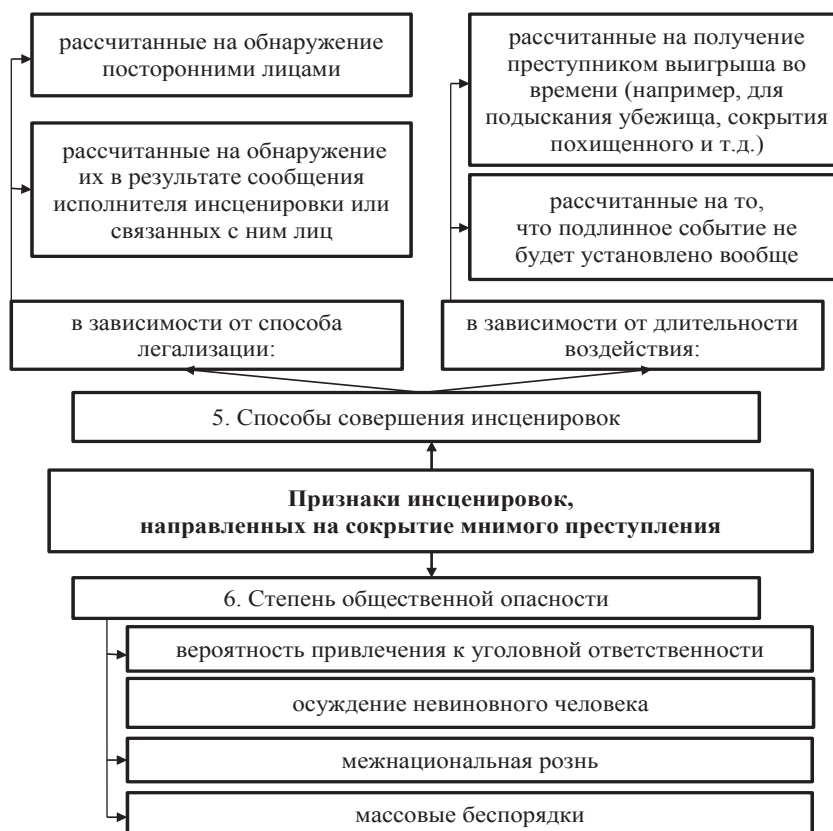 рассчитанные на обнаружение
посторонними лицами
рассчитанные на обнаружение
их в результате сообщения
исполнителя инсценировки или
связанных с ним лиц
в зависимости от способа
легализации:
рассчитанные на получение
преступником выигрыша во
времени (например, для
подыскания убежища, сокрытия
похищенного и т.д.)
рассчитанные на то,
что подлинное событие не
будет установлено вообще
в зависимости от длительности
воздействия:
5. Способы совершения инсценировок
Признаки инсценировок,
направленных на сокрытие мнимого преступления
6. Степень общественной опасности
вероятность привлечения к уголовной ответственности
осуждение невиновного человека
межнациональная рознь
массовые беспорядки